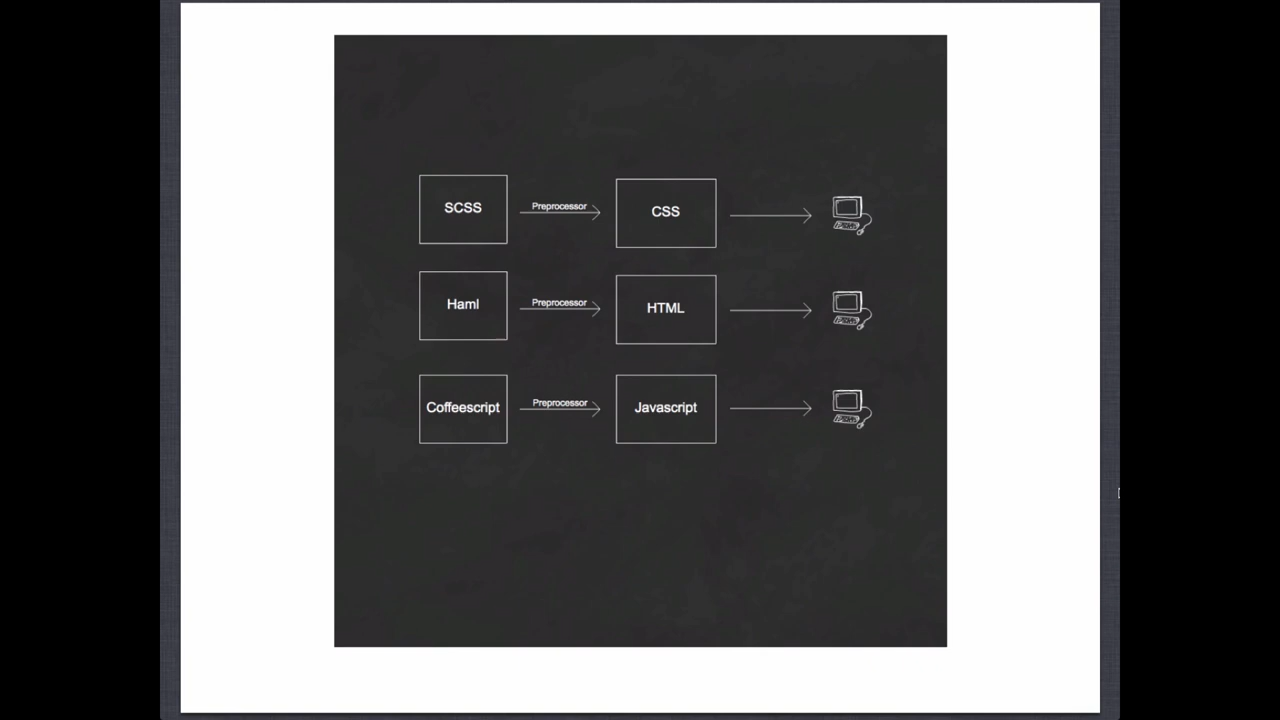 SCSS
Preprocessor
CSS
Haml
Preprocessor
HTML
Coffeescript
Preprocessor
Javascript